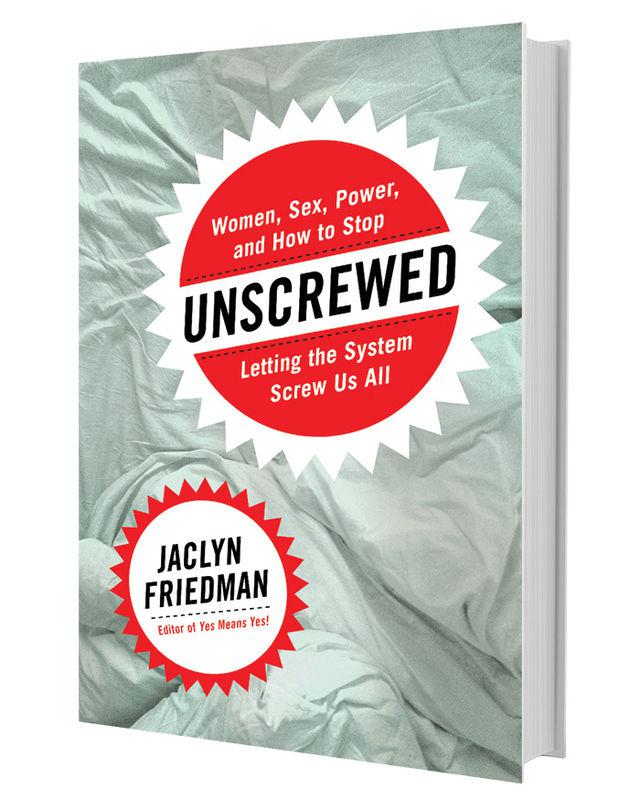 Women, Sex, Power,
and How to Stop
UNSCREWED
Letting the System
Screw Us All
JACLYN
FRIEDMAN
Editor of Yes Means Yes!